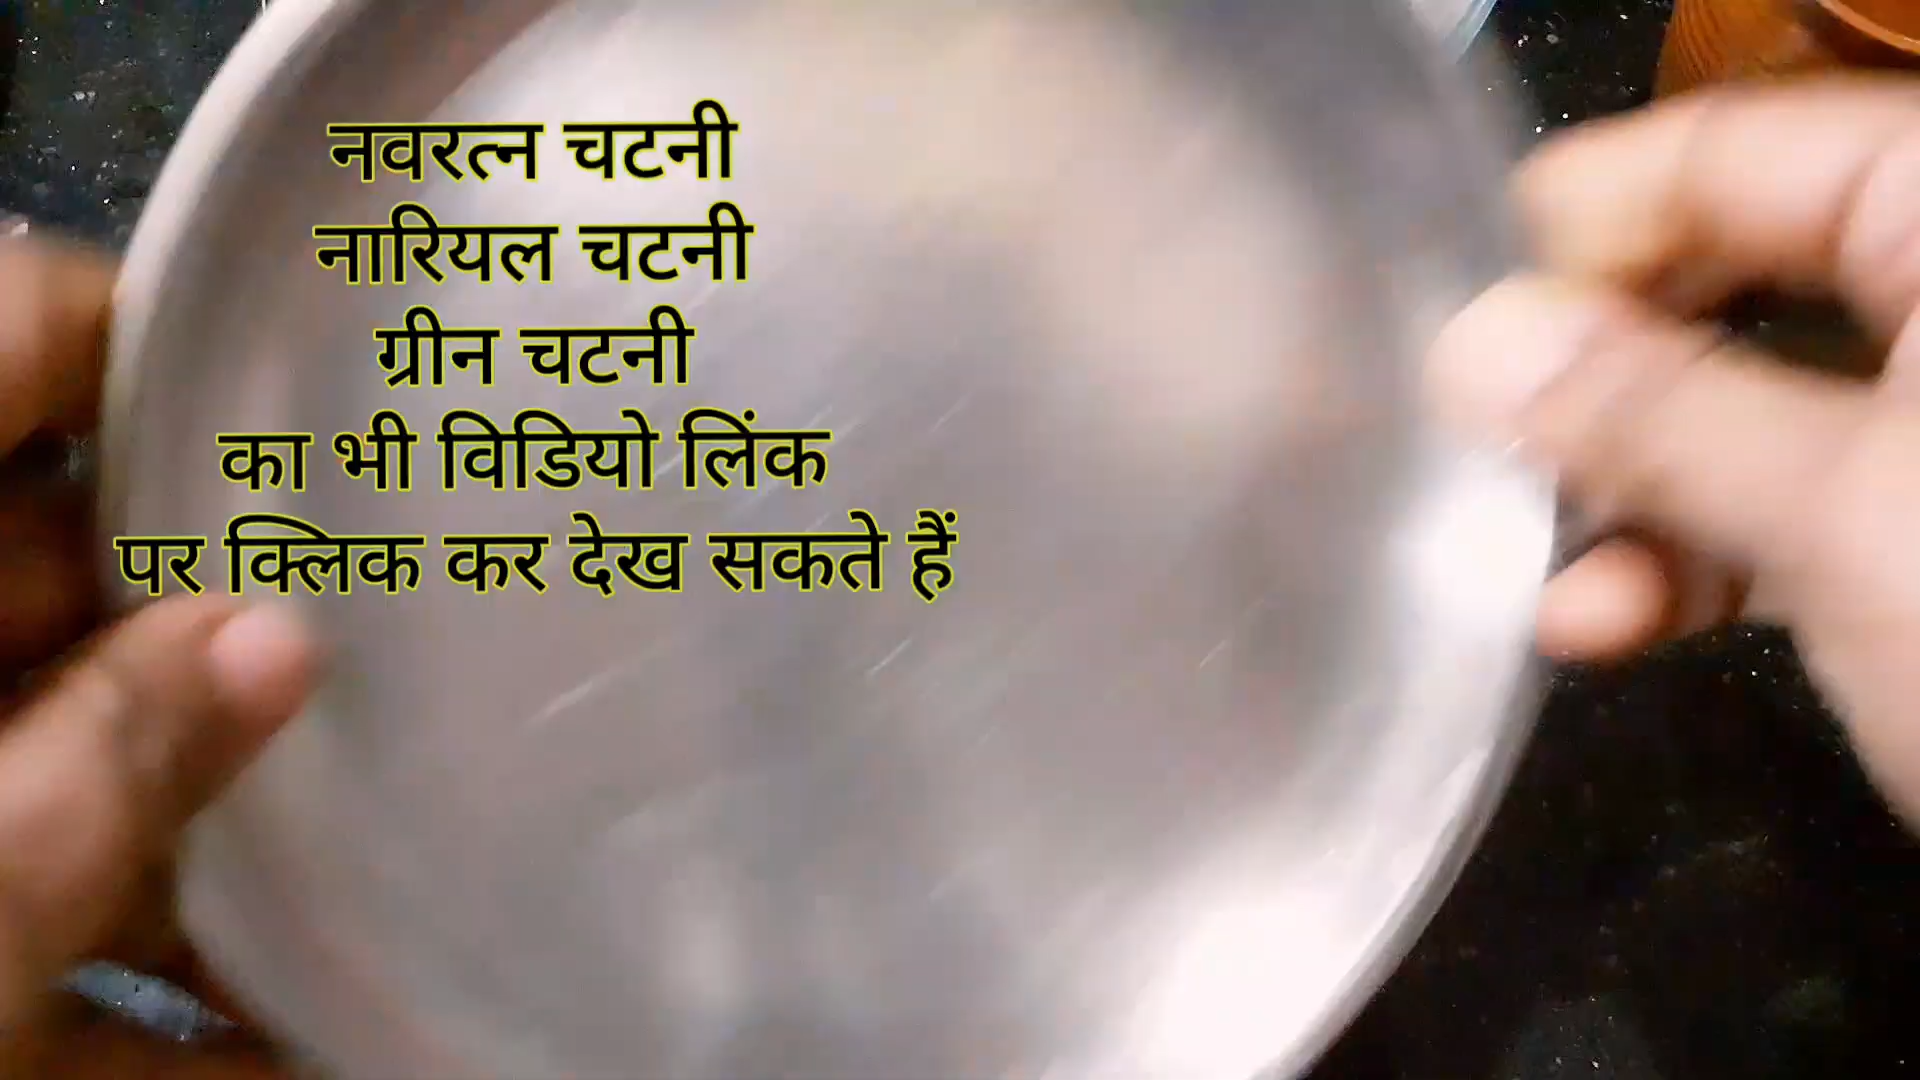 नवरत्न चटनी
नारियल चटनी
ग्रीन चटनी
का भी विडियो लिंक
पर क्लिक कर देख सकते हैं